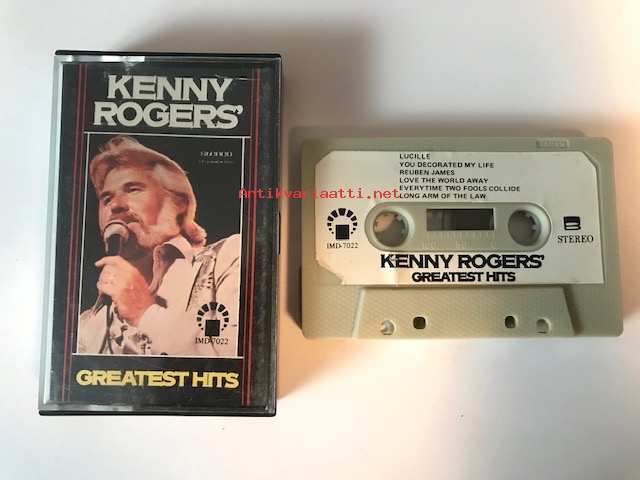 KENNY
ROGERS'
IMD-7022
GREATEST HITS
antikvariaatti.net
LUCILLE
YOU DECORATED MY LIFE
REUBEN JAMES
LOVE THE WORLD AWAY
EVERYTIME TWO FOOLS COLLIDE
LONG ARM OF THE LAW
IMD-7022
B
STEREO
KENNY ROGERS'
GREATEST HITS